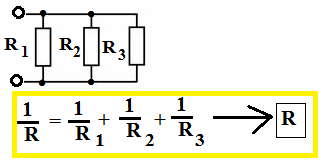 R1 R2 R3
1/R = 1/R1 + 1/R2 + 1/R3 → R